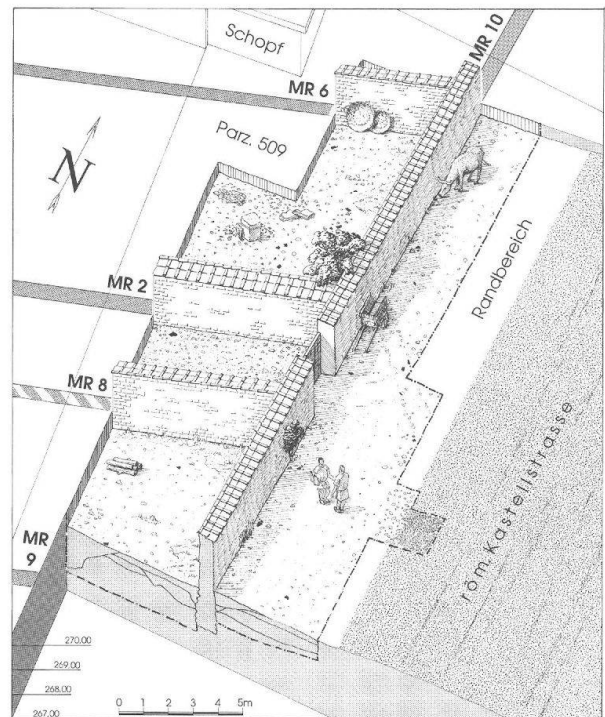 Schopf
MR 10
MR 6
Parz. 509
N
MR 2
Randbereich
MR 8
röm. Kastellstrasse
MR
9
270.00
269.00
268.00
267.00
0 1 2 3 4 5m